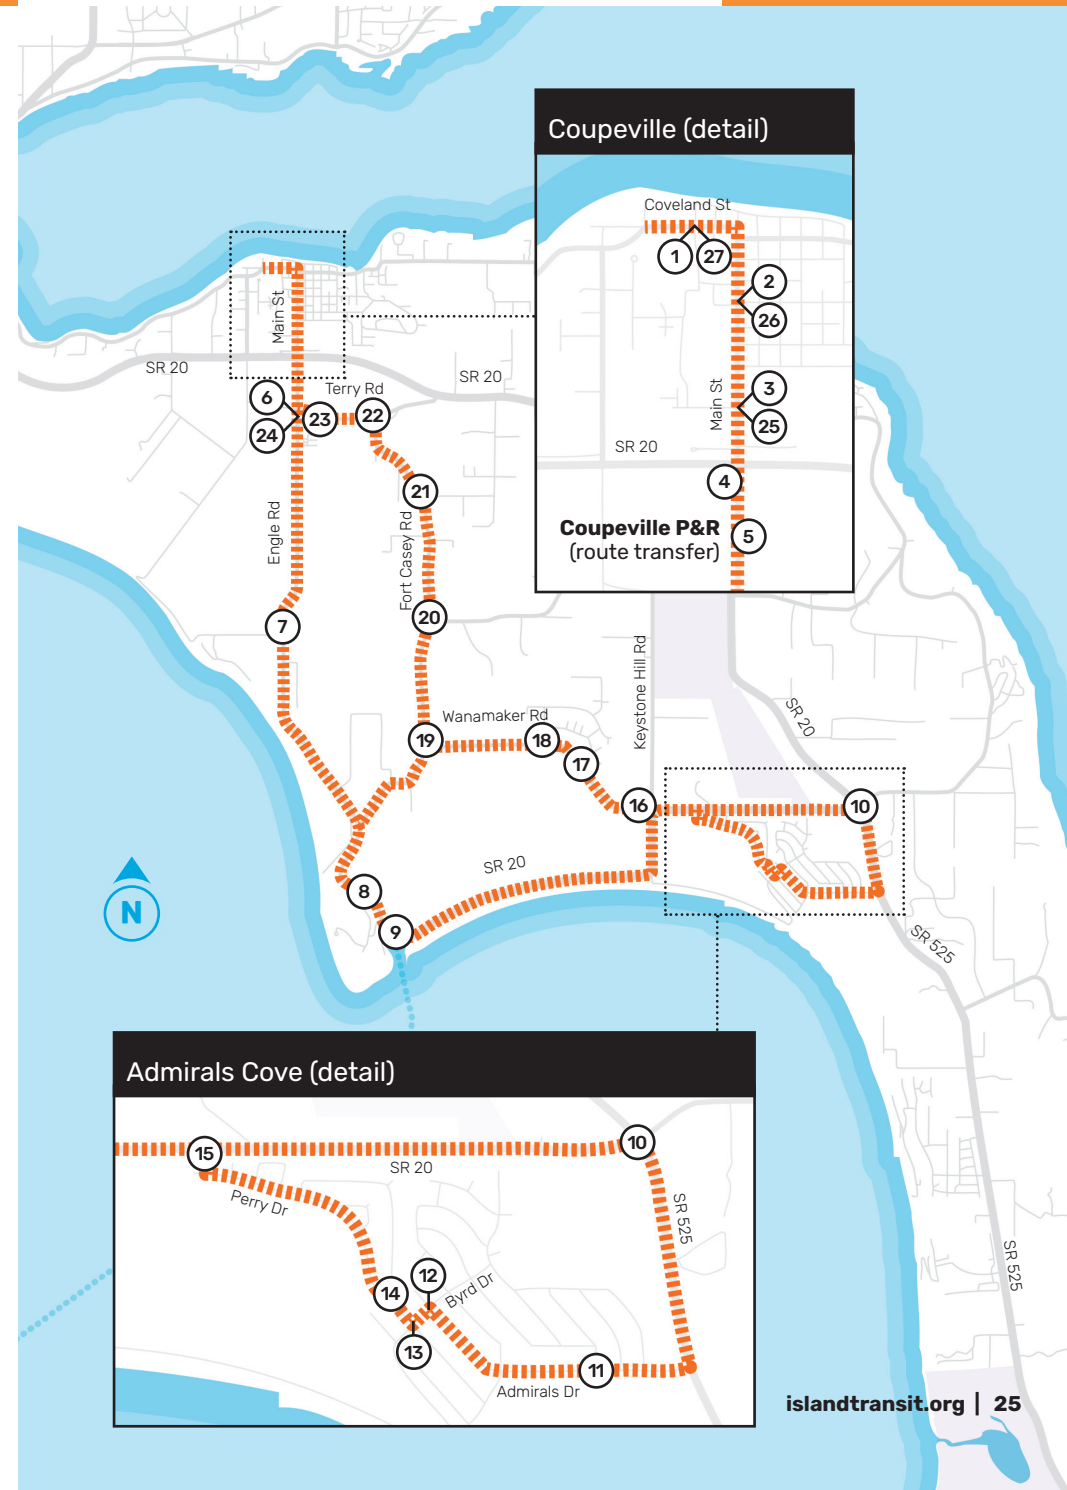 Coupeville (detail)
Coveland St
1
27
2
26
Main St
3
25
SR 20
4
Coupeville P&R
(route transfer)
5
Main St
SR 20
SR 20
Terry Rd
6
24
23
22
21
Engle Rd
Fort Casey Rd
20
7
Keystone Hill Rd
Wanamaker Rd
19
18
17
16
SR 20
10
SR 20
8
9
N
SR 525
Admirals Cove (detail)
15
10
SR 20
Perry Dr
SR 525
14
12
Byrd Dr
13
11
Admirals Dr
SR 525
islandtransit.org | 25